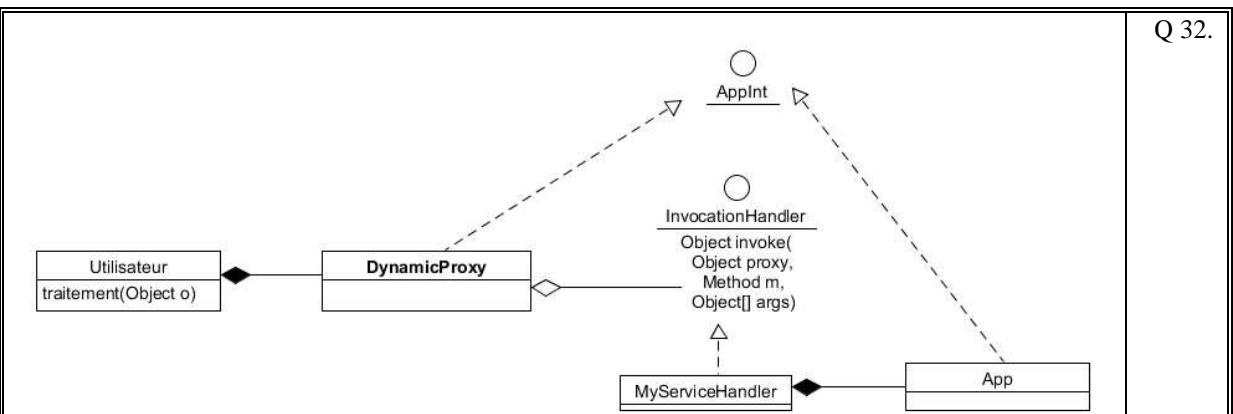 Q 32.
AppInt
InvocationHandler
Object invoke(
Object proxy,
Method m,
Object[] args)
Utilisateur
traitement(Object o)
DynamicProxy
MyServiceHandler
App